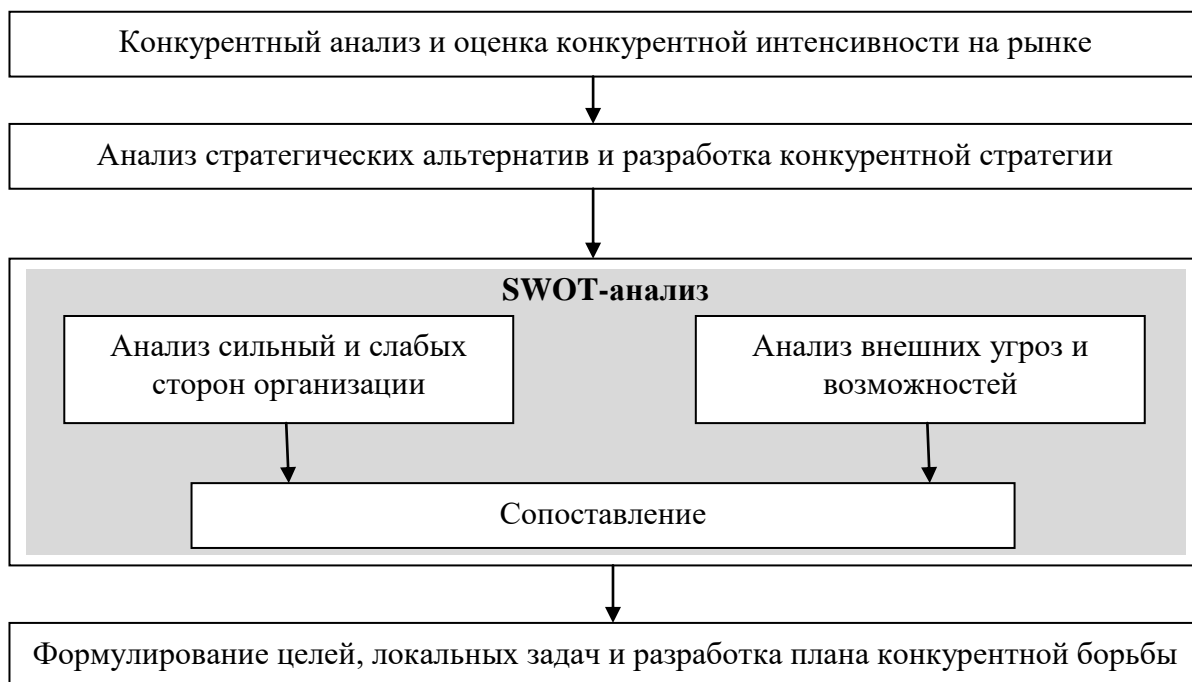 Конкурентный анализ и оценка конкурентной интенсивности на рынке
Анализ стратегических альтернатив и разработка конкурентной стратегии
SWOT-анализ
Анализ сильный и слабых
сторон организации
Анализ внешних угроз и
возможностей
Сопоставление
Формулирование целей, локальных задач и разработка плана конкурентной борьбы